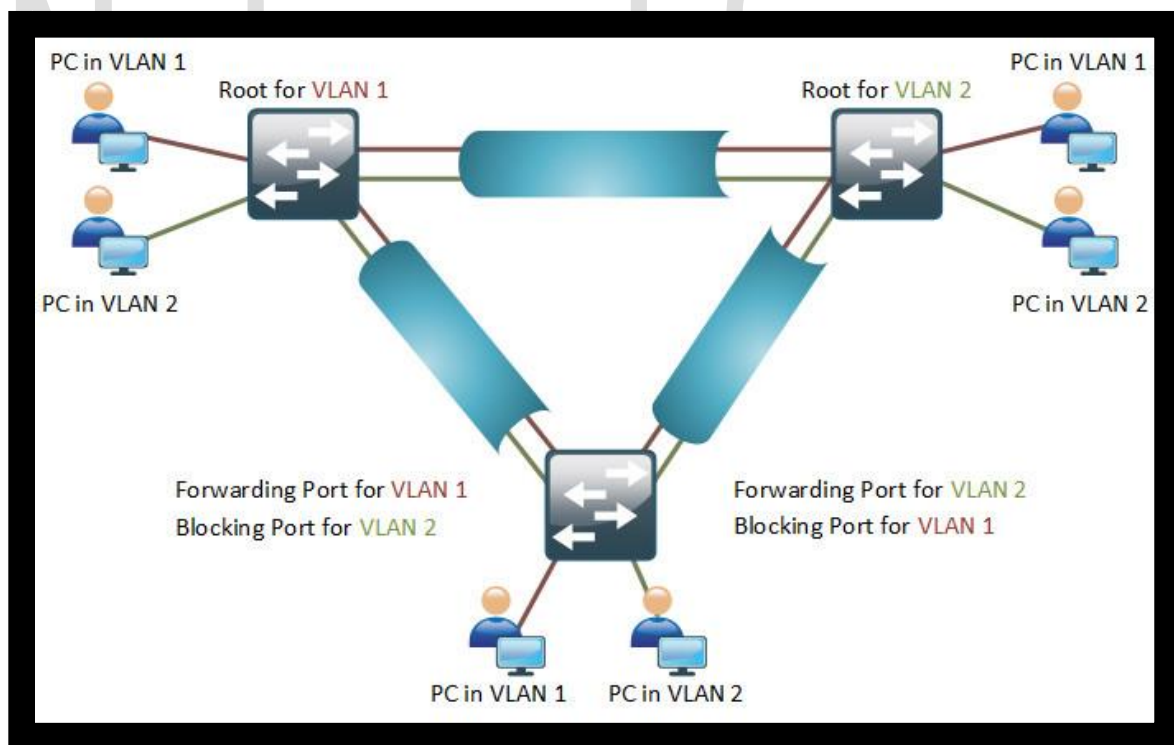 PC in VLAN 1
Root for VLAN 1
Root for VLAN 2
PC in VLAN 1
PC in VLAN 2
PC in VLAN 2
Forwarding Port for VLAN 1
Blocking Port for VLAN 2
Forwarding Port for VLAN 2
Blocking Port for VLAN 1
PC in VLAN 1
PC in VLAN 2